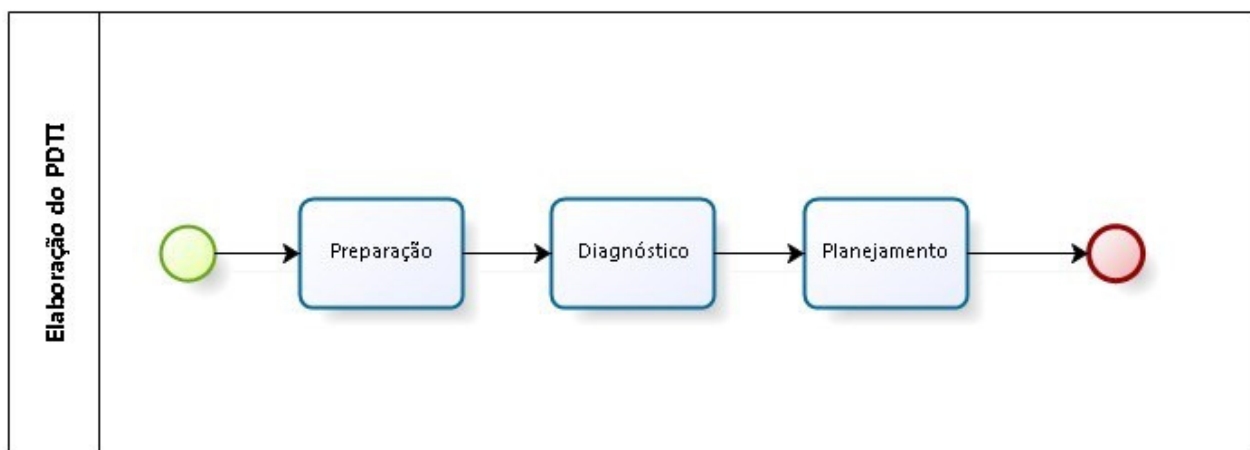 Elaboração do PDTI
Preparação
Diagnóstico
Planejamento